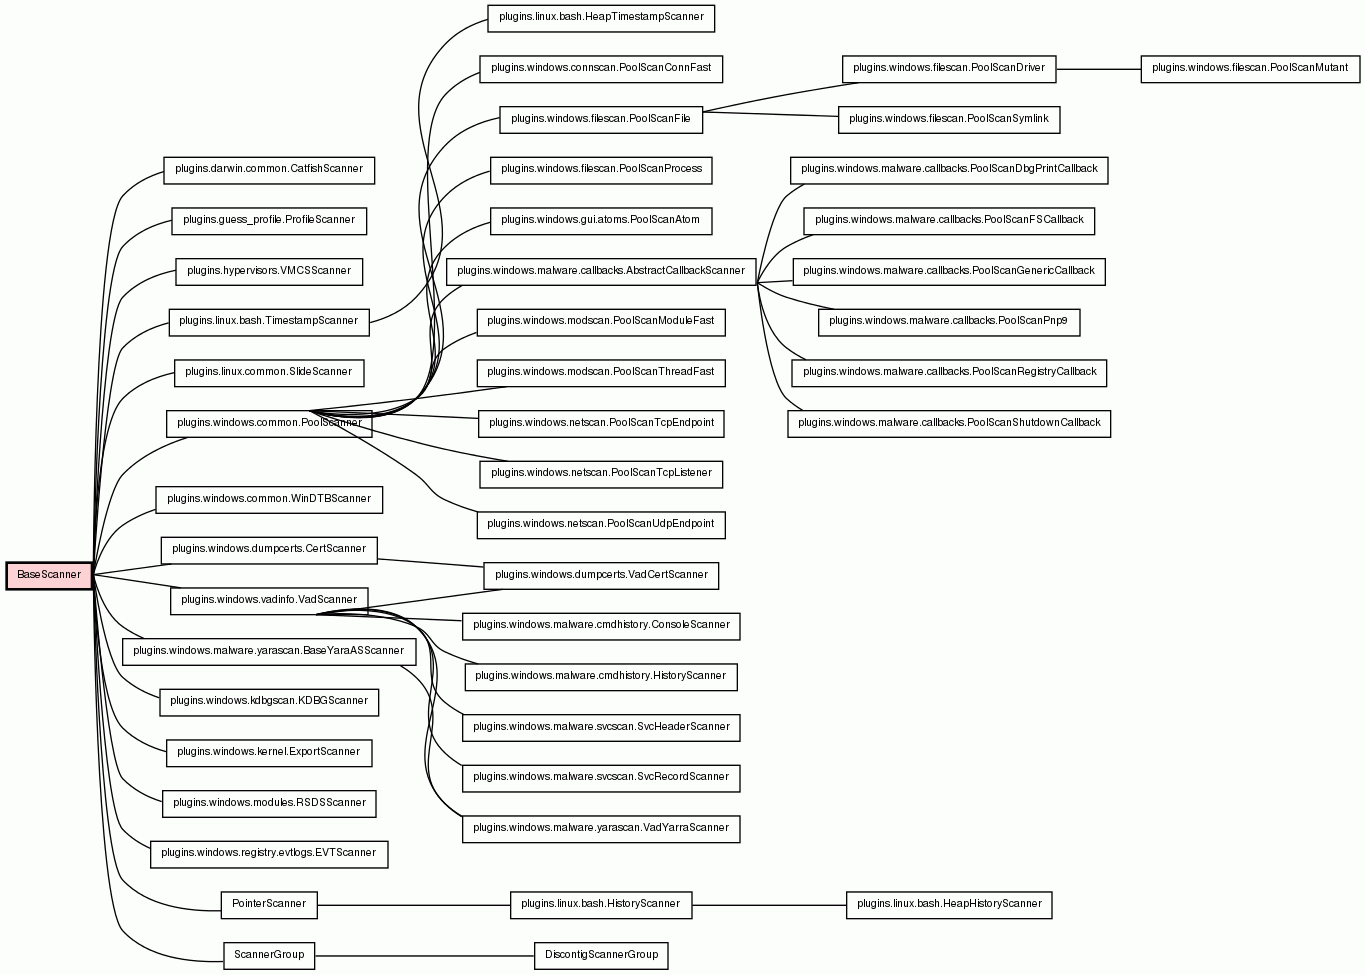 plugins.linux.bash.HeapTimestampScanner
plugins.windows.connscan.PoolScanConnFast
plugins.windows.filescan.PoolScanDriver
plugins.windows.filescan.PoolScanMutant
plugins.windows.filescan.PoolScanFile
plugins.windows.filescan.PoolScanSymlink
plugins.darwin.common.CatfishScanner
plugins.windows.filescan.PoolScanProcess
plugins.windows.malware.callbacks.PoolScanDbgPrintCallback
plugins.guess_profile.ProfileScanner
plugins.windows.gui.atoms.PoolScanAtom
plugins.windows.malware.callbacks.PoolScanFSCallback
plugins.hypervisors.VMCSScanner
plugins.windows.malware.callbacks.AbstractCallbackScanner
plugins.windows.malware.callbacks.PoolScanGenericCallback
plugins.linux.bash.TimestampScanner
plugins.windows.modscan.PoolScanModuleFast
plugins.windows.malware.callbacks.PoolScanPnp9
plugins.linux.common.SlideScanner
plugins.windows.modscan.PoolScanThreadFast
plugins.windows.malware.callbacks.PoolScanRegistryCallback
plugins.windows.common.PoolScanner
plugins.windows.netscan.PoolScanTcpEndpoint
plugins.windows.malware.callbacks.PoolScanShutdownCallback
plugins.windows.netscan.PoolScanTcpListener
plugins.windows.common.WinDTBScanner
plugins.windows.netscan.PoolScanUdpEndpoint
plugins.windows.dumpcerts.CertScanner
BaseScanner
plugins.windows.dumpcerts.VadCertScanner
plugins.windows.vadinfo.VadScanner
plugins.windows.malware.cmdhistory.ConsoleScanner
plugins.windows.malware.yarascan.BaseYaraASScanner
plugins.windows.malware.cmdhistory.HistoryScanner
plugins.windows.kdbgscan.KDBGScanner
plugins.windows.malware.svcscan.SvcHeaderScanner
plugins.windows.kernel.ExportScanner
plugins.windows.malware.svcscan.SvcRecordScanner
plugins.windows.modules.RSDSScanner
plugins.windows.malware.yarascan.VadYarraScanner
plugins.windows.registry.evtlogs.EVTScanner
PointerScanner
plugins.linux.bash.HistoryScanner
plugins.linux.bash.HeapHistoryScanner
ScannerGroup
DiscontigScannerGroup